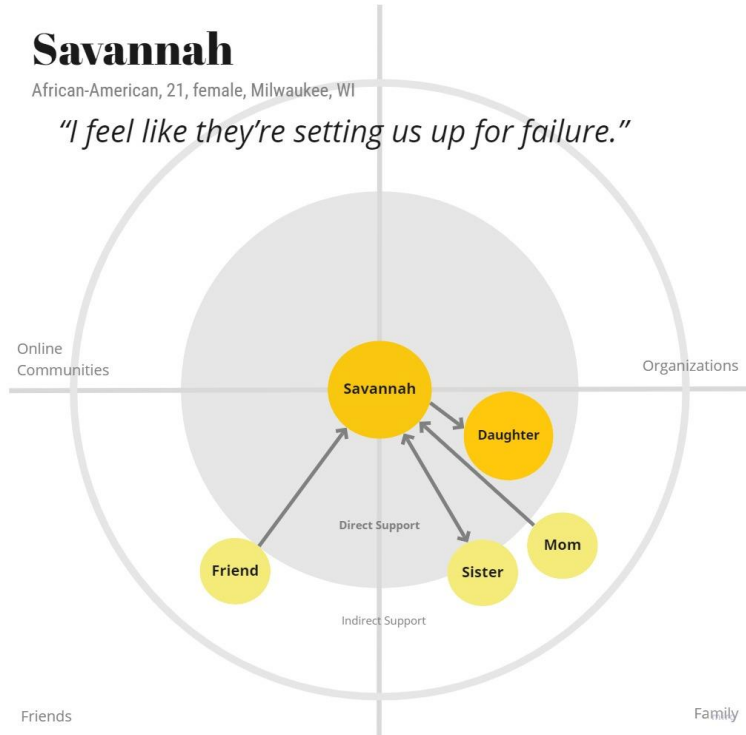 Savannah
African-American, 21, female, Milwaukee, WI
“I feel like they’re setting us up for failure.”
Online
Communities
Organizations
Savannah
Daughter
Direct Support
Friend
Sister
Mom
Indirect Support
Friends
Family